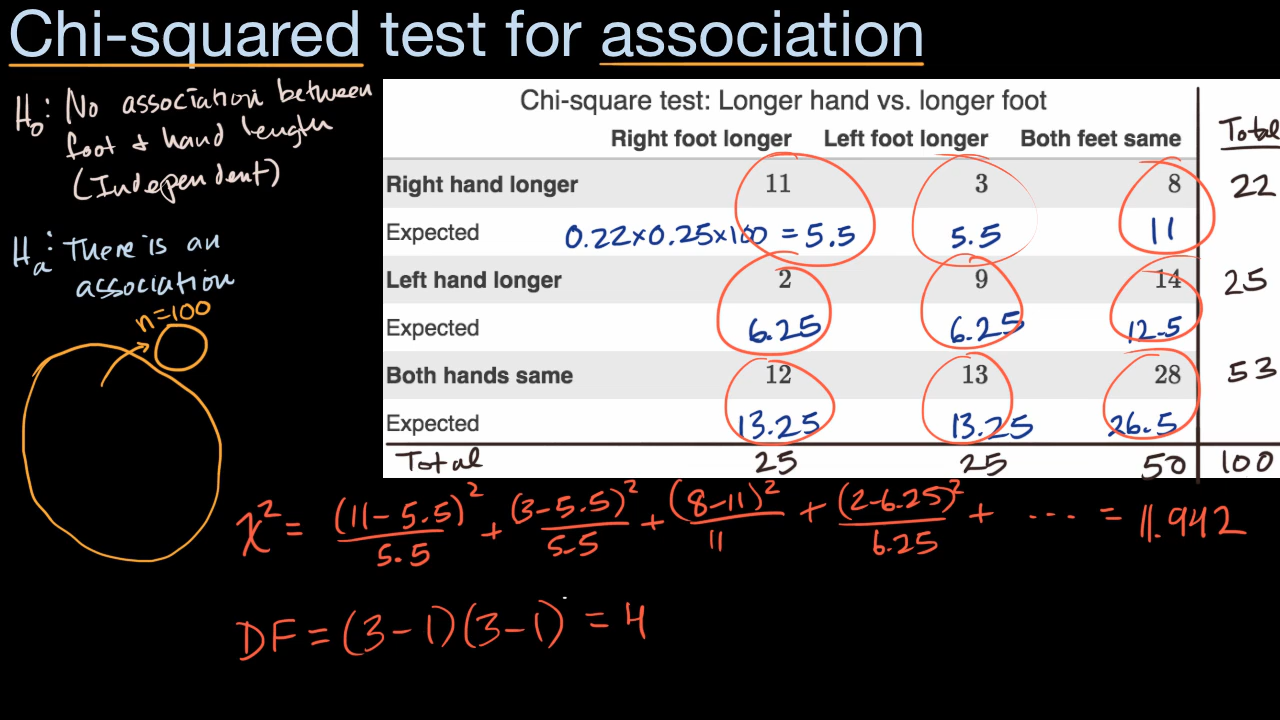 Chi-squared test for association
H₀: No association between
foot & hand length
(Independent)
Hₐ: There is an
association
n=100
Chi-square test: Longer hand vs. longer foot
Right foot longer Left foot longer Both feet same Total
Right hand longer 11 3 8 22
Expected 0.22×0.25×100 = 5.5 5.5 11
Left hand longer 2 9 14 25
Expected 6.25 6.25 12.5
Both hands same 12 13 28 53
Expected 13.25 13.25 26.5
Total 25 25 50 100
χ² = (11-5.5)²/5.5 + (3-5.5)²/5.5 + (8-11)²/11 + (2-6.25)²/6.25 + ... = 11.942
DF = (3-1)(3-1) = 4